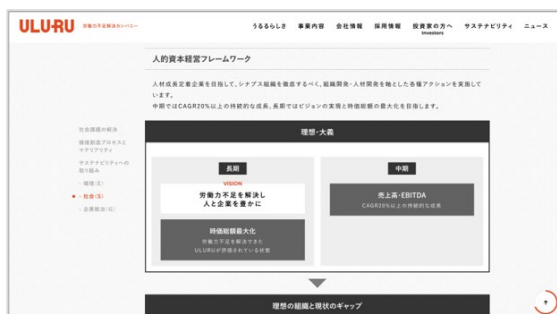 ULURU 労働力不足解決カンパニー
うるるらしさ 事業内容 会社情報 採用情報 投資家の方へ サステナビリティ ニュース
Investors
人的資本経営フレームワーク
人材成長定着企業を目指して、シナプス組織を徹底するべく、組織開発・人材開発を軸とした各種アクションを実施して
います。
中期ではCAGR20%以上の持続的な成長、長期ではビジョンの実現と時価総額の最大化を目指します。
社会課題の解決
価値創造プロセスと
マテリアリティ
サステナビリティへの
取り組み
- 環境(E)
- 社会(S)
- 企業統治(G)
理想・大義
長期
VISION
労働力不足を解決し
人と企業を豊かに
時価総額最大化
労働力不足を解決できた
ULURUが評価されている状態
中期
売上高・EBITDA
CAGR20%以上の持続的な成長
理想の組織と現状のギャップ